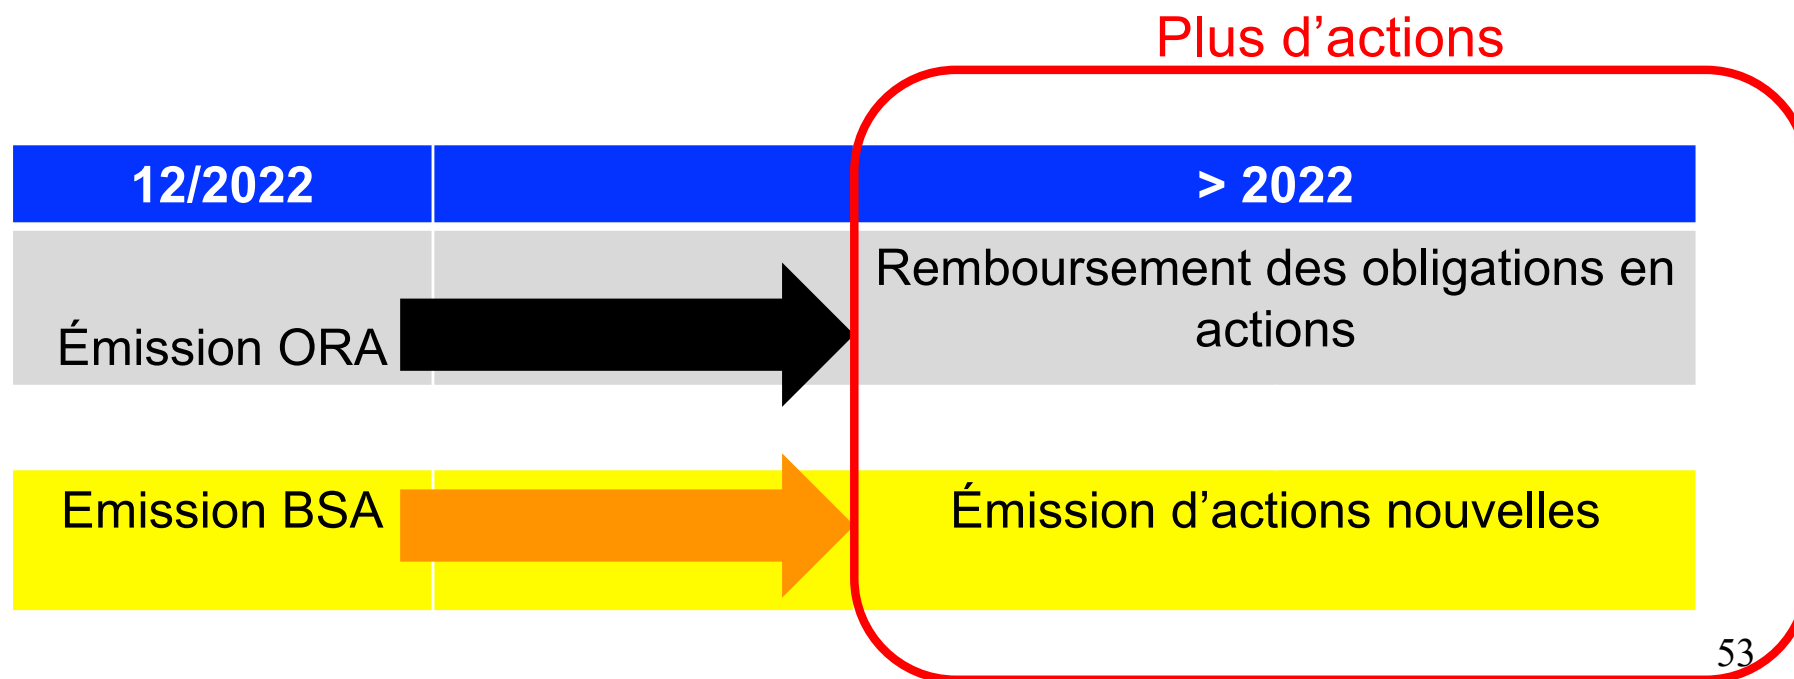 Plus d’actions
12/2022 > 2022
Remboursement des obligations en
actions
Émission ORA
Emission BSA
Émission d’actions nouvelles
53